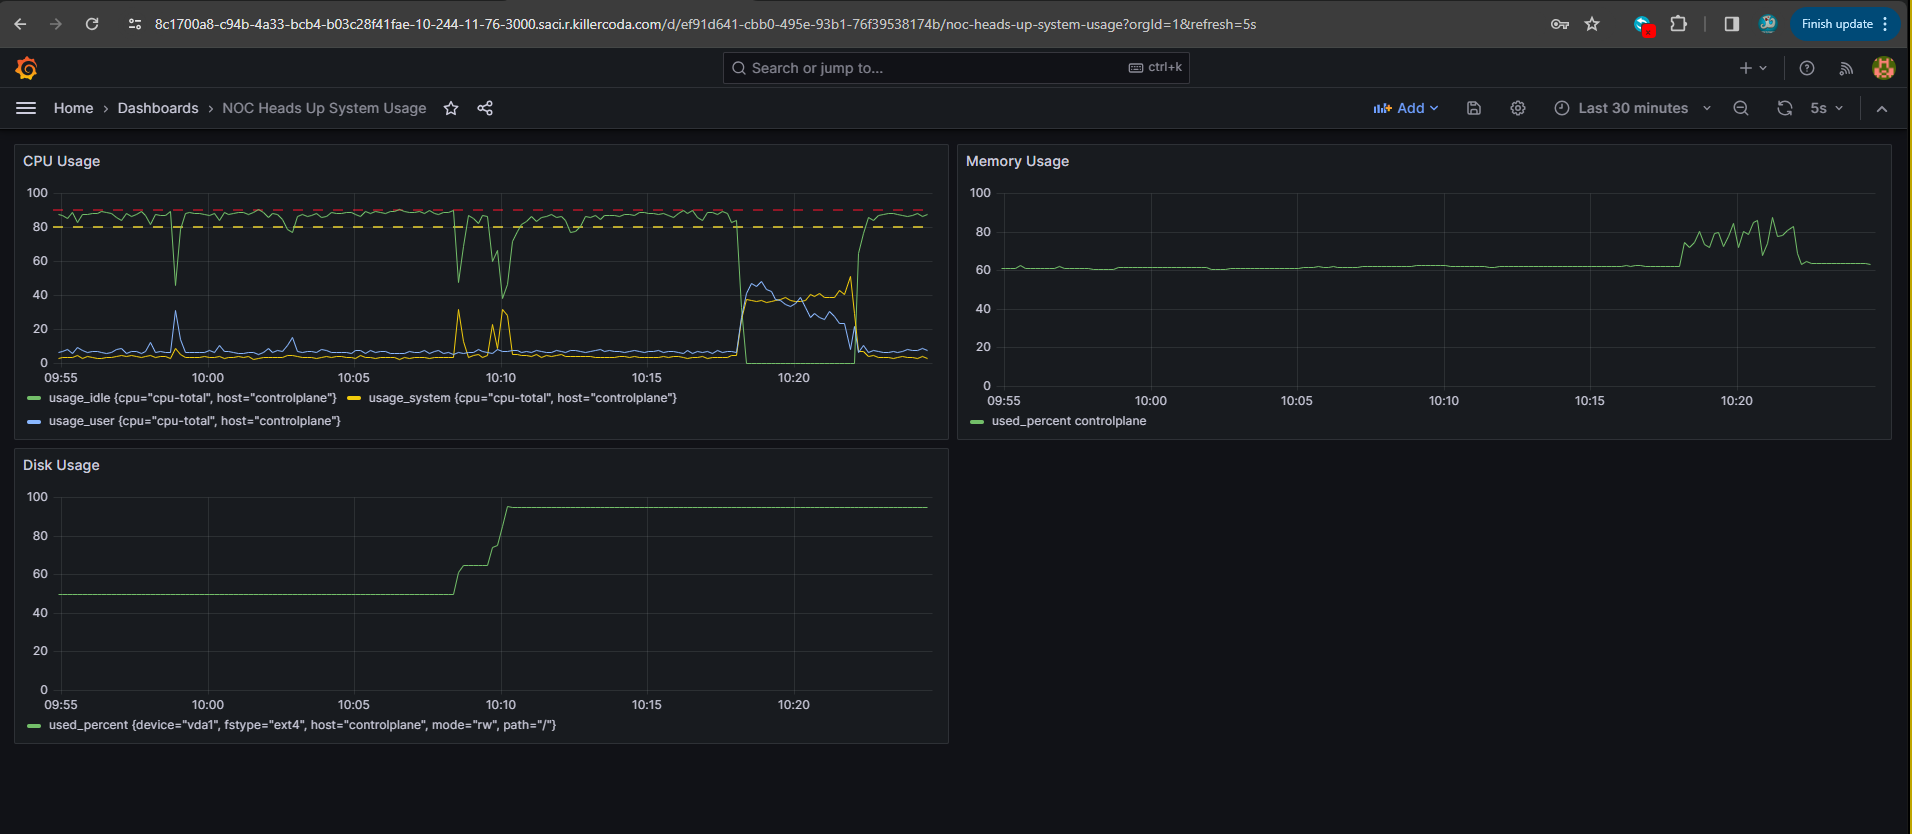 8c1700a8-c94b-4a33-bcb4-b03c28f41fae-10-244-11-76-3000.saci.r.killercoda.com/d/ef91d641-cbb0-495e-93b1-76f39538174b/noc-heads-up-system-usage?orgId=1&refresh=5s
Finish update
Search or jump to...
ctrl+k
Home › Dashboards › NOC Heads Up System Usage
Add
Last 30 minutes
5s
CPU Usage
100
80
60
40
20
0
09:55 10:00 10:05 10:10 10:15 10:20
usage_idle {cpu="cpu-total", host="controlplane"} usage_system {cpu="cpu-total", host="controlplane"}
usage_user {cpu="cpu-total", host="controlplane"}
Memory Usage
100
80
60
40
20
0
09:55 10:00 10:05 10:10 10:15 10:20
used_percent controlplane
Disk Usage
100
80
60
40
20
0
09:55 10:00 10:05 10:10 10:15 10:20
used_percent {device="vda1", fstype="ext4", host="controlplane", mode="rw", path="/"}